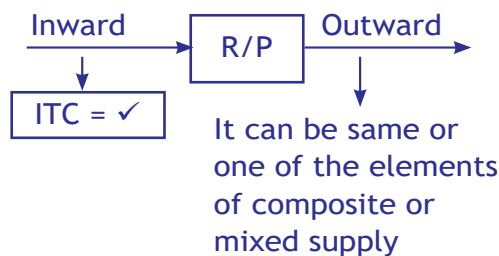 Inward
R/P
Outward
ITC = ✓
It can be same or
one of the elements
of composite or
mixed supply